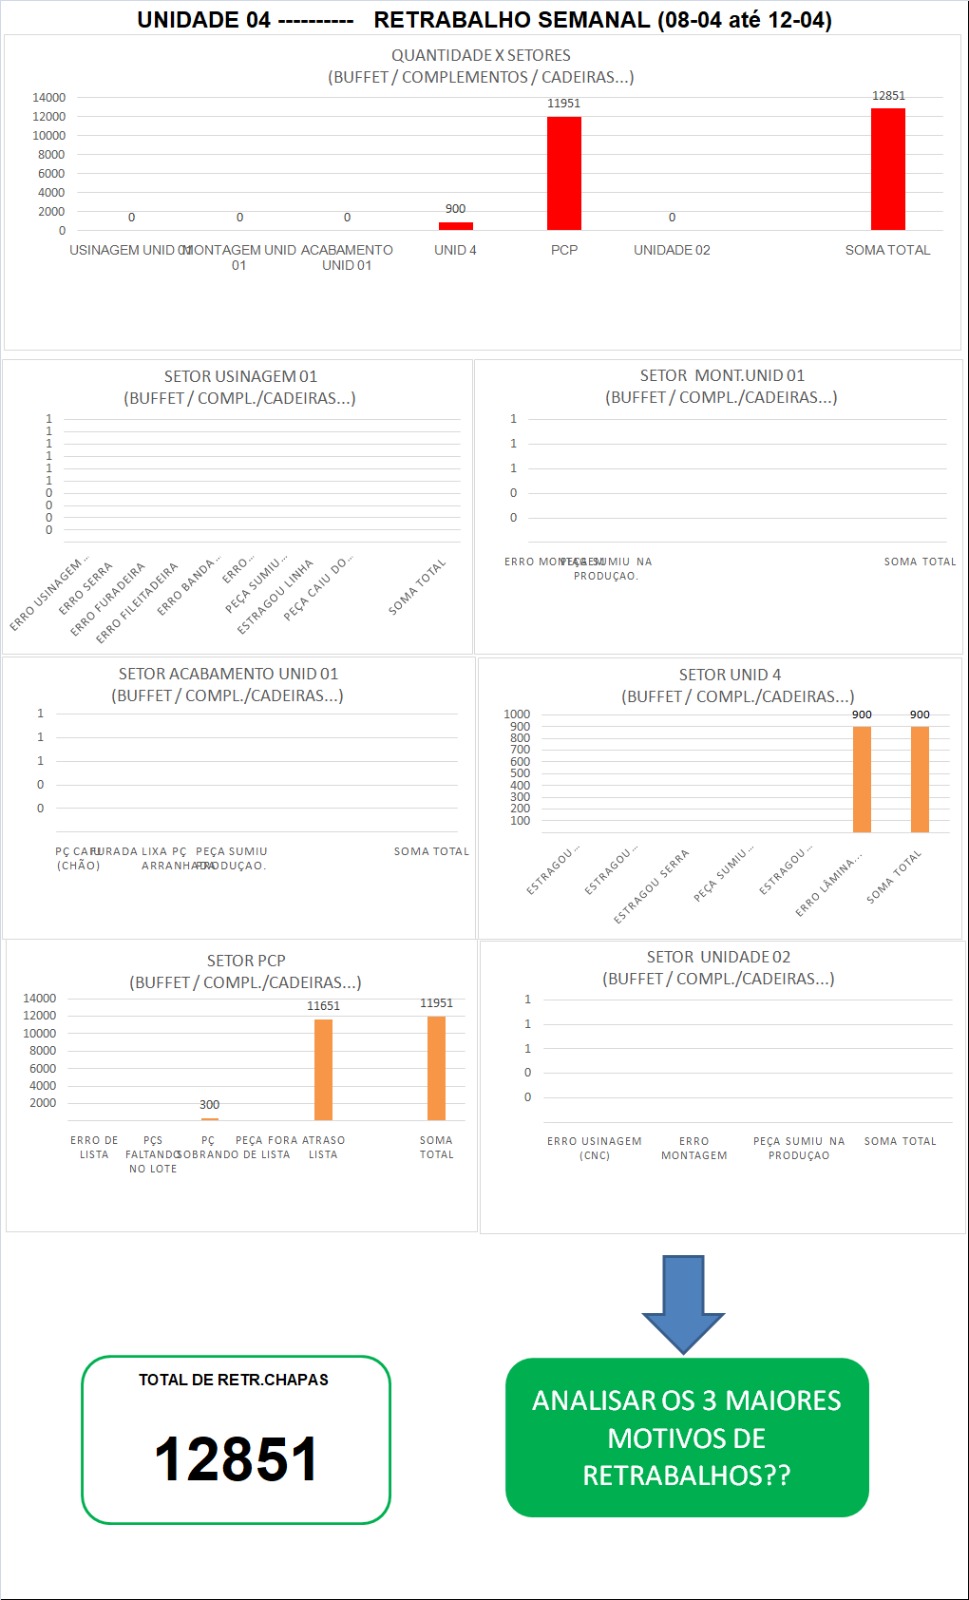 UNIDADE 04 ---------- RETRABALHO SEMANAL (08-04 até 12-04)
QUANTIDADE X SETORES
(BUFFET / COMPLEMENTOS / CADEIRAS...)
14000
12000
10000
8000
6000
4000
2000
0
0
0
0
900
11951
0
12851
USINAGEM UNID 01
MONTAGEM UNID
01
ACABAMENTO
UNID 01
UNID 4
PCP
UNIDADE 02
SOMA TOTAL
SETOR USINAGEM 01
(BUFFET / COMPL./CADEIRAS...)
1
1
1
1
1
1
0
0
0
0
ERRO USINAGEM...
ERRO SERRA
ERRO FURADEIRA
ERRO FILEITADEIRA
ERRO BANDA...
ERRO...
PEÇA SUMIU...
ESTRAGOU LINHA
PEÇA CAIU DO...
SOMA TOTAL
SETOR MONT.UNID 01
(BUFFET / COMPL./CADEIRAS...)
1
1
1
0
0
ERRO MONTAGEM
PEÇA SUMIU NA
PRODUÇAO.
SOMA TOTAL
SETOR ACABAMENTO UNID 01
(BUFFET / COMPL./CADEIRAS...)
1
1
1
0
0
PÇ CAIU
(CHÃO)
FURADA LIXA
PÇ
ARRANHADA
PEÇA SUMIU
PRODUÇAO.
SOMA TOTAL
SETOR UNID 4
(BUFFET / COMPL./CADEIRAS...)
1000
900
800
700
600
500
400
300
200
100
900
900
ESTRAGOU...
ESTRAGOU...
ESTRAGOU SERRA
PEÇA SUMIU...
ESTRAGOU...
ERRO LÂMINA...
SOMA TOTAL
SETOR PCP
(BUFFET / COMPL./CADEIRAS...)
14000
12000
10000
8000
6000
4000
2000
300
11651
11951
ERRO DE
LISTA
PÇS
FALTANDO
NO LOTE
PÇ
SOBRANDO
PEÇA FORA
DE LISTA
ATRASO
LISTA
SOMA
TOTAL
SETOR UNIDADE 02
(BUFFET / COMPL./CADEIRAS...)
1
1
1
0
0
ERRO USINAGEM
(CNC)
ERRO
MONTAGEM
PEÇA SUMIU NA
PRODUÇAO
SOMA TOTAL
TOTAL DE RETR.CHAPAS
12851
ANALISAR OS 3 MAIORES
MOTIVOS DE
RETRABALHOS??